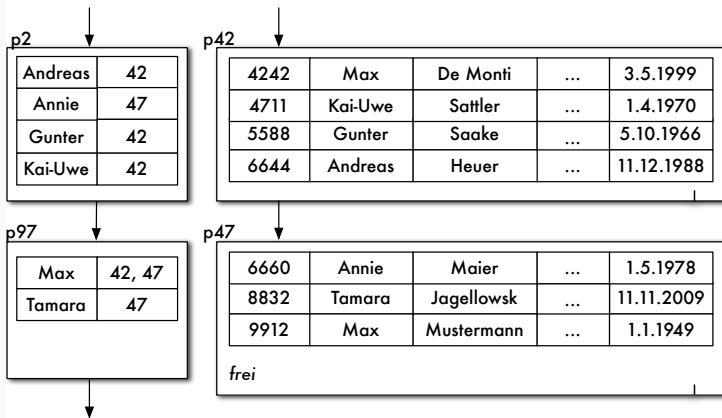 p2
Andreas 42
Annie 47
Gunter 42
Kai-Uwe 42
p42
4242 Max De Monti ... 3.5.1999
4711 Kai-Uwe Sattler ... 1.4.1970
5588 Gunter Saake ... 5.10.1966
6644 Andreas Heuer ... 11.12.1988
p97
Max 42, 47
Tamara 47
p47
6660 Annie Maier ... 1.5.1978
8832 Tamara Jagellowsk ... 11.11.2009
9912 Max Mustermann ... 1.1.1949
frei